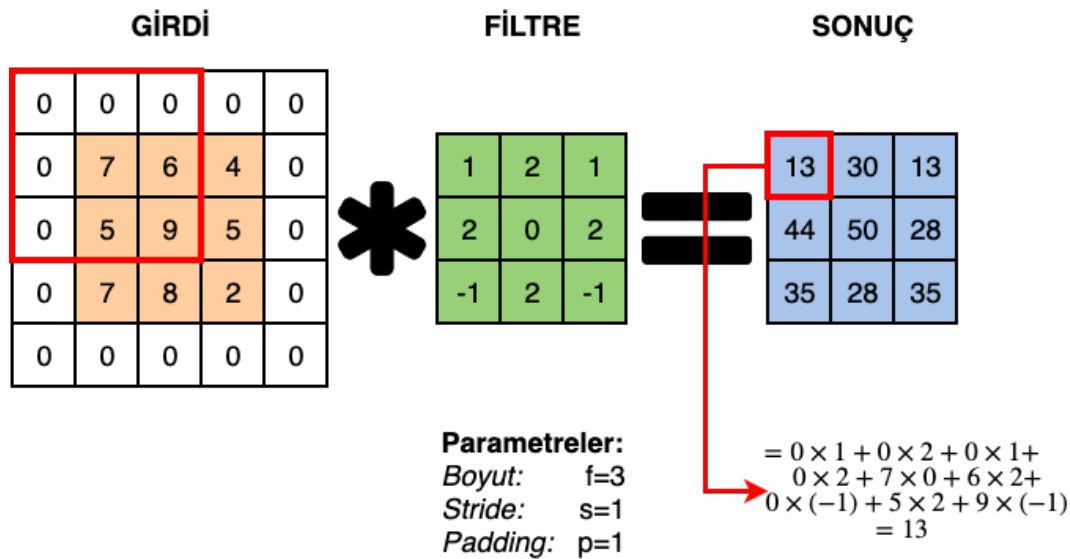 GİRDİ FİLTRE SONUÇ
0 0 0 0 0
0 7 6 4 0 1 2 1 13 30 13
0 5 9 5 0 * 2 0 2 = 44 50 28
0 7 8 2 0 -1 2 -1 35 28 35
0 0 0 0 0
Parametreler:
Boyut: f=3
Stride: s=1
Padding: p=1
= 0 × 1 + 0 × 2 + 0 × 1+
0 × 2 + 7 × 0 + 6 × 2+
0 × (−1) + 5 × 2 + 9 × (−1)
= 13